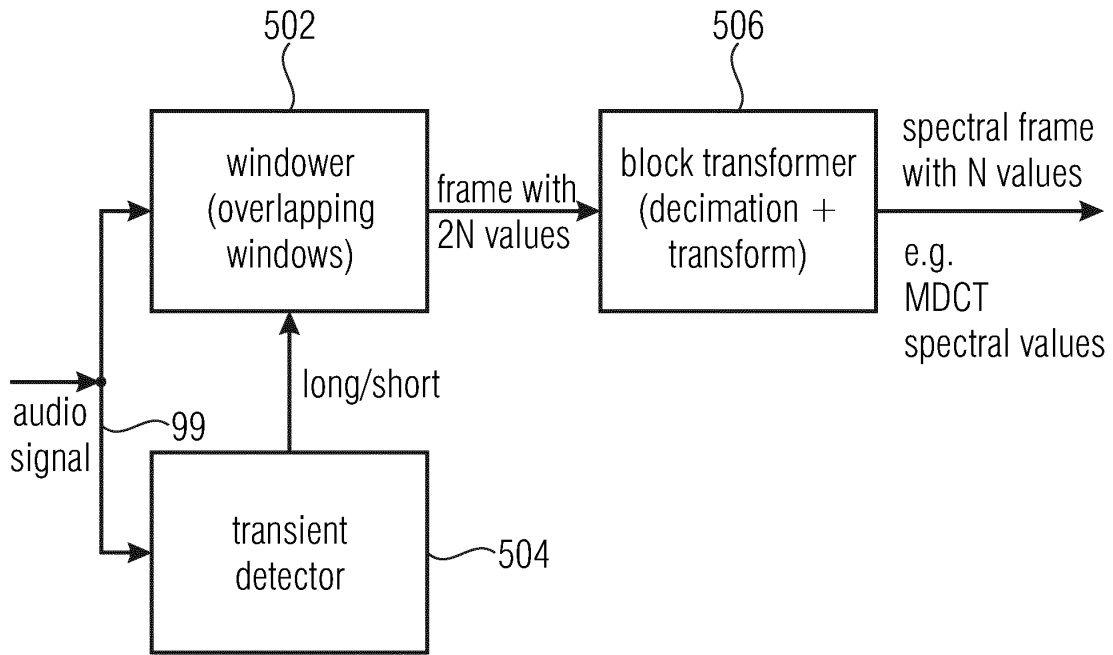 502
506
windower
(overlapping
windows)
frame with
2N values
block transformer
(decimation +
transform)
spectral frame
with N values
e.g.
MDCT
spectral values
long/short
audio
signal
99
transient
detector
504